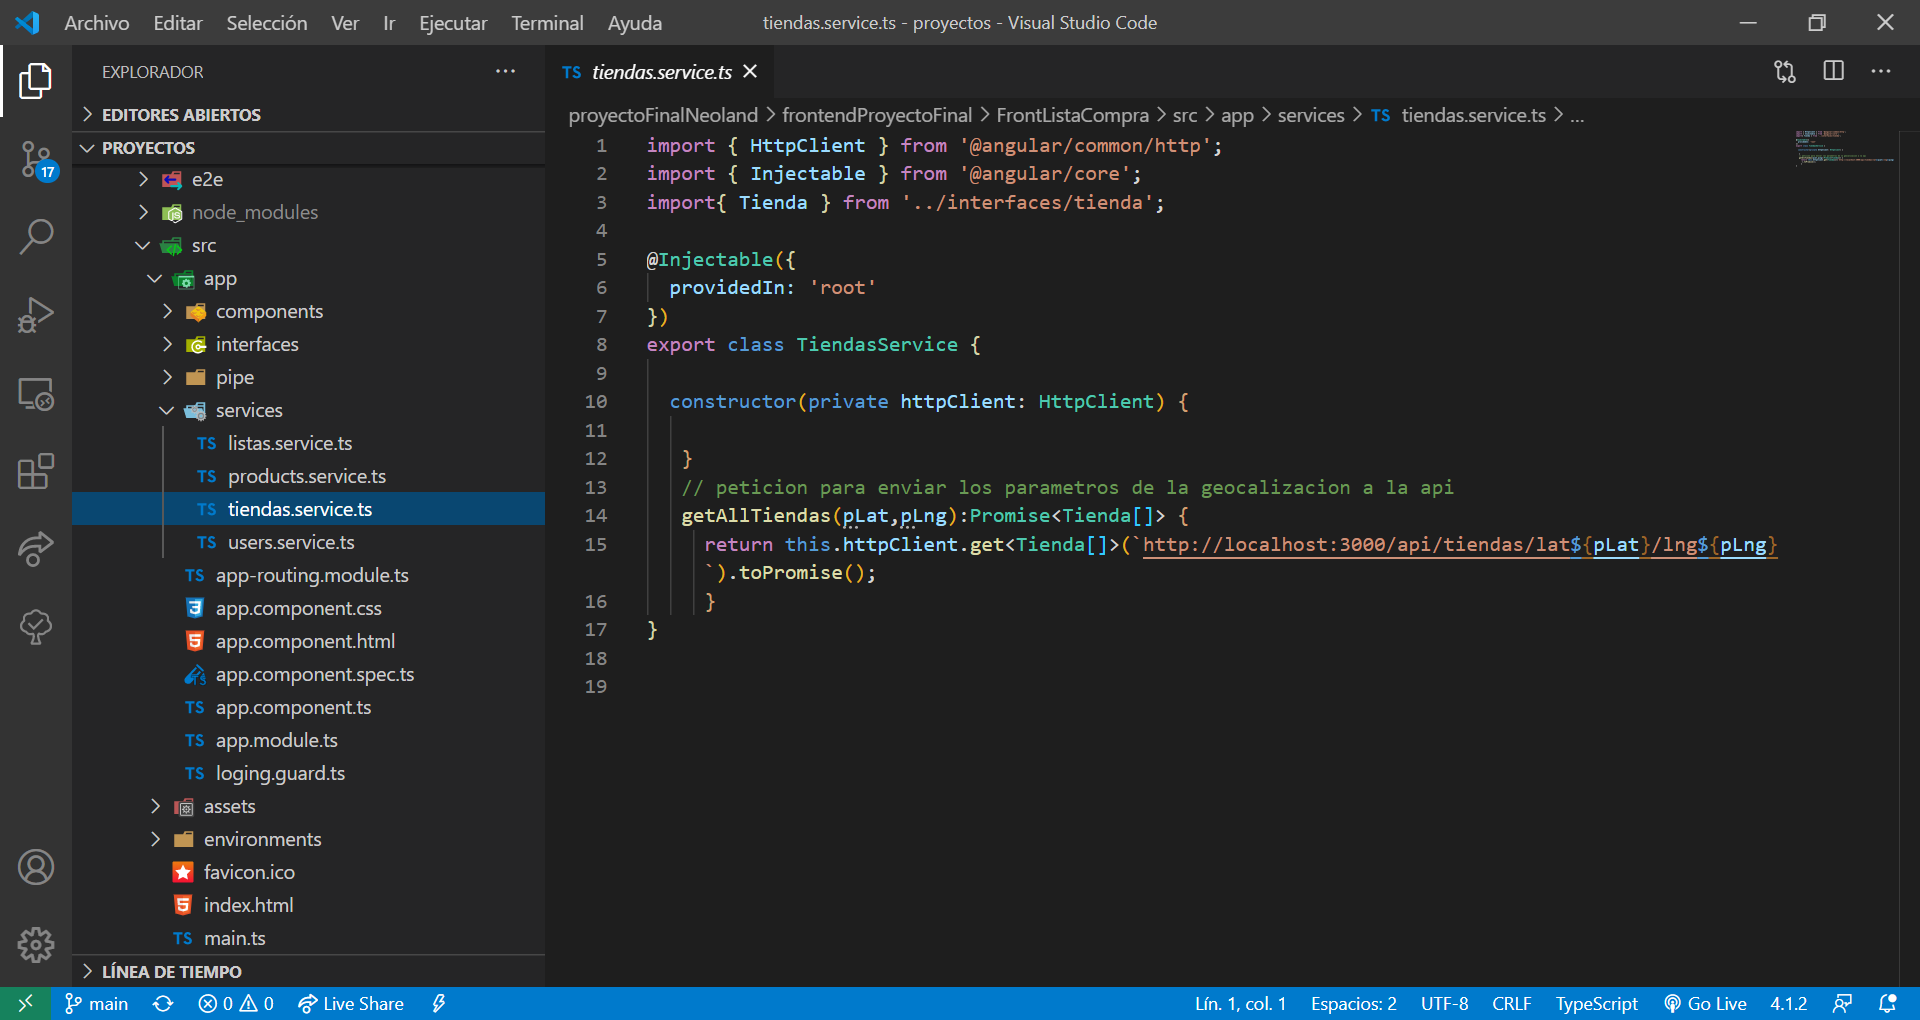 Archivo Editar Selección Ver Ir Ejecutar Terminal Ayuda
tiendas.service.ts - proyectos - Visual Studio Code
17
EXPLORADOR
EDITORES ABIERTOS
PROYECTOS
e2e
node_modules
src
app
components
interfaces
pipe
services
TS listas.service.ts
TS products.service.ts
TS tiendas.service.ts
TS users.service.ts
TS app-routing.module.ts
app.component.css
app.component.html
app.component.spec.ts
TS app.component.ts
TS app.module.ts
TS loging.guard.ts
assets
environments
favicon.ico
index.html
TS main.ts
LÍNEA DE TIEMPO
TS tiendas.service.ts
proyectoFinalNeoland > frontendProyectoFinal > FrontListaCompra > src > app > services > TS tiendas.service.ts > ...
1 import { HttpClient } from '@angular/common/http';
2 import { Injectable } from '@angular/core';
3 import{ Tienda } from '../interfaces/tienda';
4
5 @Injectable({
6 providedIn: 'root'
7 })
8 export class TiendasService {
9
10 constructor(private httpClient: HttpClient) {
11
12 }
13 // peticion para enviar los parametros de la geocalizacion a la api
14 getAllTiendas(pLat,pLng):Promise<Tienda[]> {
15 return this.httpClient.get<Tienda[]>(`http://localhost:3000/api/tiendas/lat${pLat}/lng${pLng}
`).toPromise();
16 }
17 }
18
19
main 0 0 Live Share
Lín. 1, col. 1 Espacios: 2 UTF-8 CRLF TypeScript Go Live 4.1.2